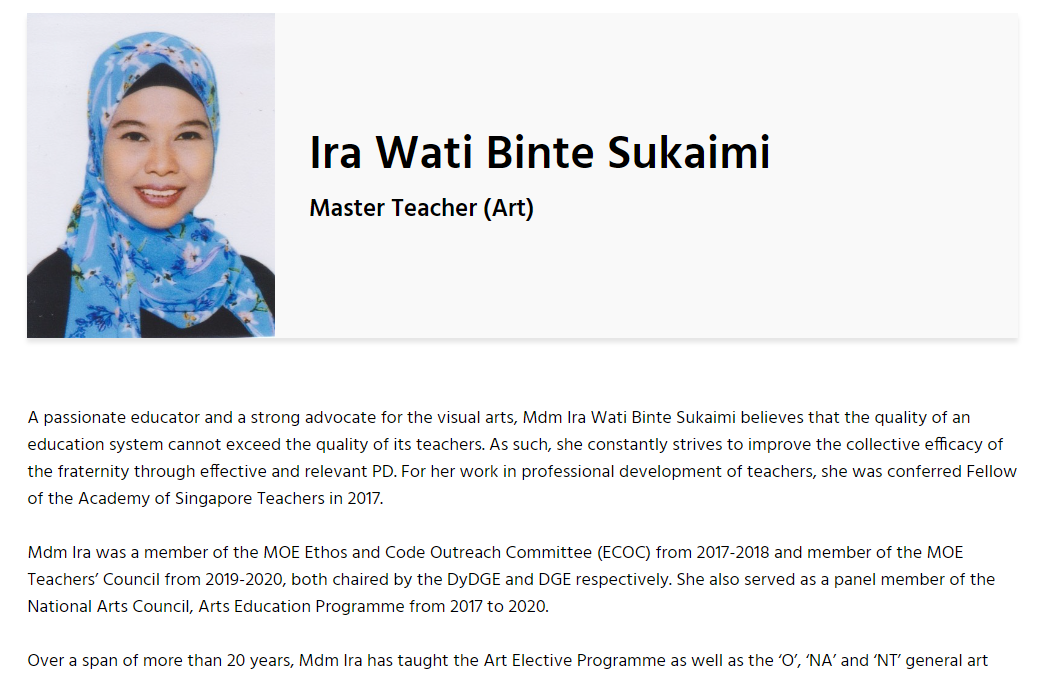 Ira Wati Binte Sukaimi
Master Teacher (Art)
A passionate educator and a strong advocate for the visual arts, Mdm Ira Wati Binte Sukaimi believes that the quality of an
education system cannot exceed the quality of its teachers. As such, she constantly strives to improve the collective efficacy of
the fraternity through effective and relevant PD. For her work in professional development of teachers, she was conferred Fellow
of the Academy of Singapore Teachers in 2017.
Mdm Ira was a member of the MOE Ethos and Code Outreach Committee (ECOC) from 2017-2018 and member of the MOE
Teachers’ Council from 2019-2020, both chaired by the DyDGE and DGE respectively. She also served as a panel member of the
National Arts Council, Arts Education Programme from 2017 to 2020.
Over a span of more than 20 years, Mdm Ira has taught the Art Elective Programme as well as the ‘O’, ‘NA’ and ‘NT’ general art